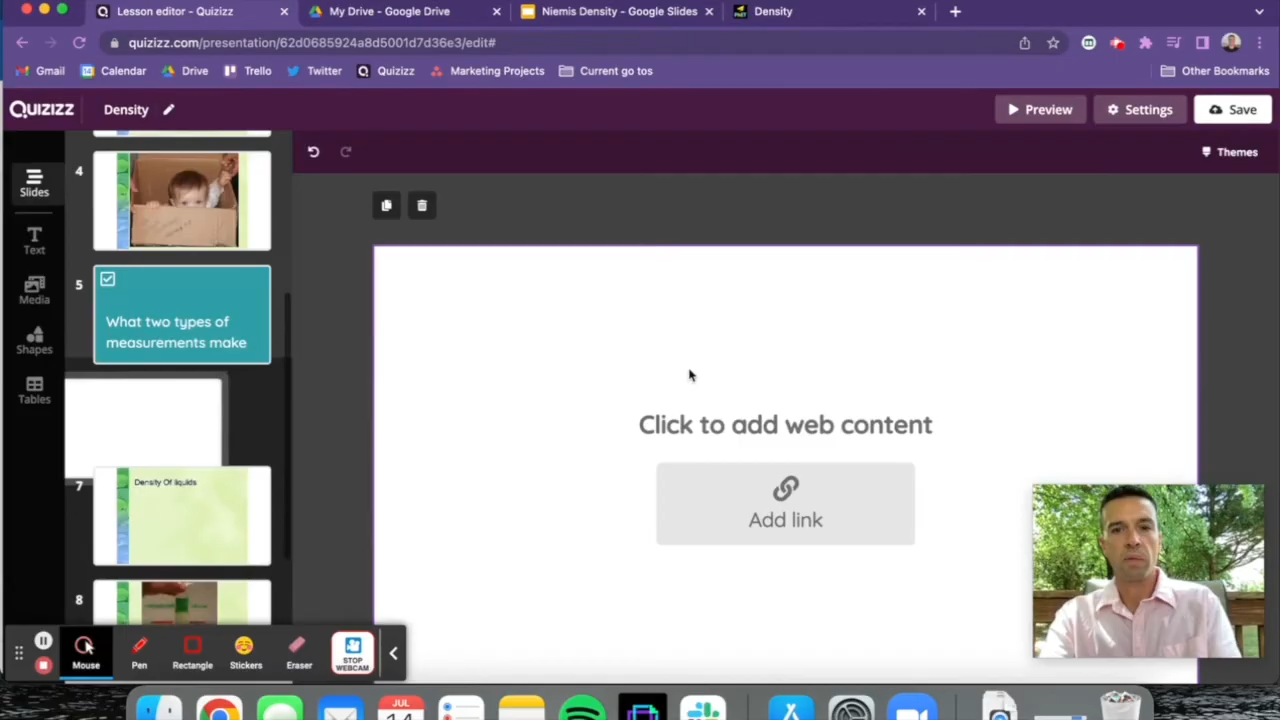 Lesson editor - Quizizz
My Drive - Google Drive
Niemis Density - Google Slides
Density
quizizz.com/presentation/62d0685924a8d5001d7d36e3/edit#
Gmail
Calendar
Drive
Trello
Twitter
Quizizz
Marketing Projects
Current go tos
Other Bookmarks
QUIZIZZ
Density
Preview
Settings
Save
Themes
Slides
Text
Media
Shapes
Tables
4
5
What two types of
measurements make
7
Density Of liquids
8
Click to add web content
Add link
Mouse
Pen
Rectangle
Stickers
Eraser
STOP
WEBCAM
JUL
14